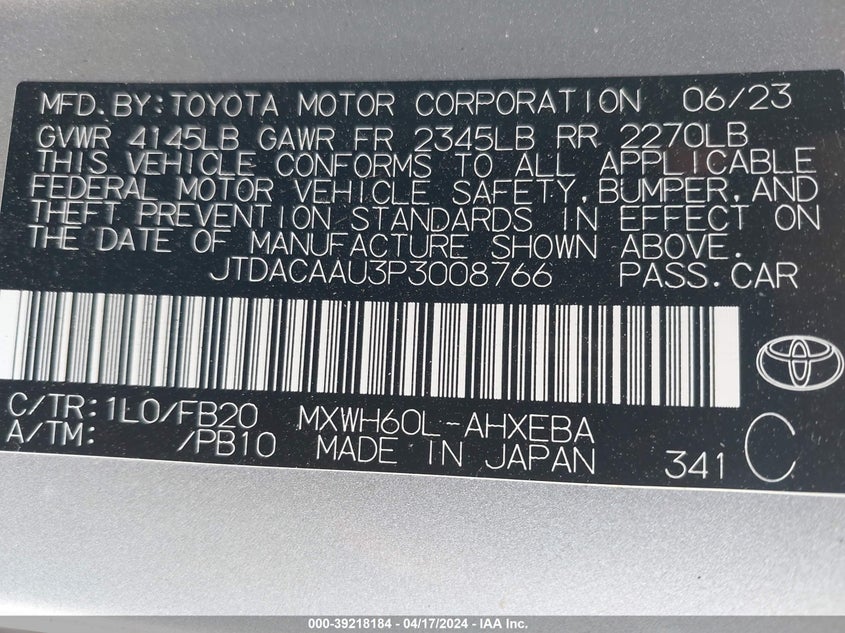 MFD.BY:TOYOTA MOTOR CORPORATION 06/23
GVWR 4145LB GAWR FR 2345LB RR 2270LB
THIS VEHICLE CONFORMS TO ALL APPLICABLE
FEDERAL MOTOR VEHICLE SAFETY,BUMPER,AND
THEFT PREVENTION STANDARDS IN EFFECT ON
THE DATE OF MANUFACTURE SHOWN ABOVE.
JTDACAAU3P3008766 PASS.CAR
C/TR:1L0/FB20 MXWH60L-AHXEBA
A/TM: /PB10 MADE IN JAPAN 341 C
000-39218184 - 04/17/2024 - IAA Inc.